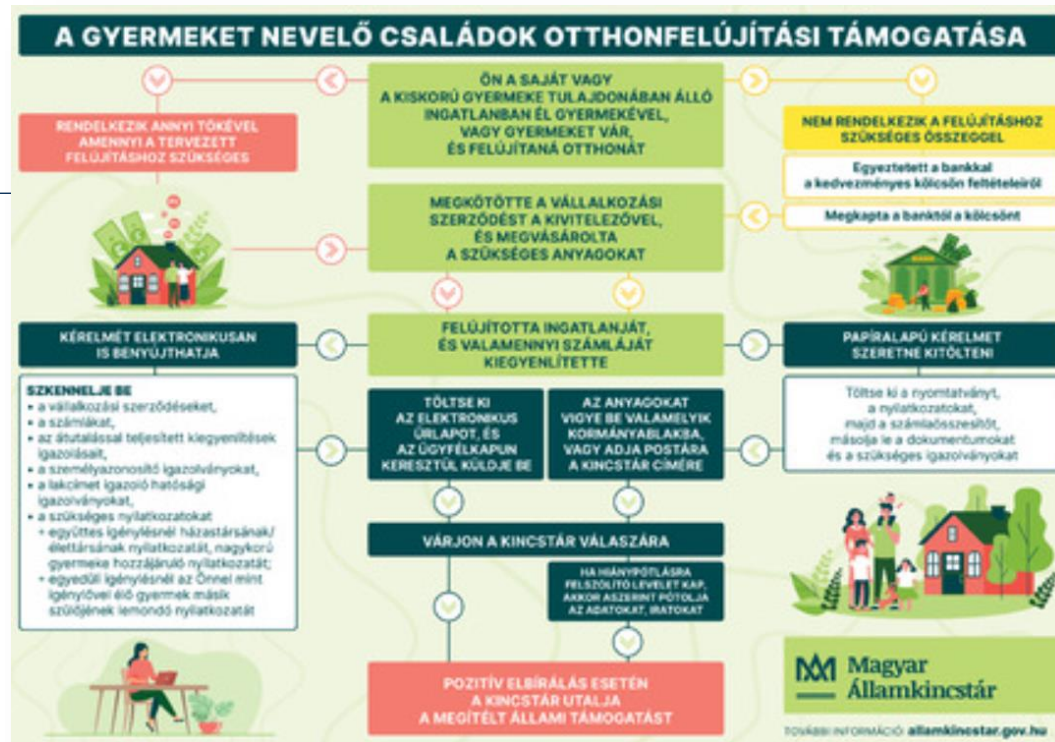 A GYERMEKET NEVELŐ CSALÁDOK OTTHONFELÚJÍTÁSI TÁMOGATÁSA
ÖN A SAJÁT VAGY
A KISKORÚ GYERMEKE TULAJDONÁBAN ÁLLÓ
INGATLANBAN ÉL GYERMEKÉVEL,
VAGY GYERMEKET VÁR,
ÉS FELÚJÍTANÁ OTTHONÁT
RENDELKEZIK ANNYI TŐKÉVEL
AMENNYI A TERVEZETT
FELÚJÍTÁSHOZ SZÜKSÉGES
NEM RENDELKEZIK A FELÚJÍTÁSHOZ
SZÜKSÉGES ÖSSZEGGEL
Egyeztetett a bankkal
a kedvezményes kölcsön feltételeiről
Megkapta a banktól a kölcsönt
MEGKÖTÖTTE A VÁLLALKOZÁSI
SZERZŐDÉST A KIVITELEZŐVEL,
ÉS MEGVÁSÁROLTA
A SZÜKSÉGES ANYAGOKAT
FELÚJÍTOTTA INGATLANJÁT,
ÉS VALAMENNYI SZÁMLÁJÁT
KIEGYENLÍTETTE
KÉRELMÉT ELEKTRONIKUSAN
IS BENYÚJTHATJA
SZKENNELJE BE
• a vállalkozási szerződéseket,
• a számlákat,
• az átutalással teljesített kiegyenlítések
igazolásait,
• a személyazonosító igazolványokat,
• a lakcímet igazoló hatósági
igazolványokat,
• a szükséges nyilatkozatokat
+ együttes igénylésnél házastársának/
élettársának nyilatkozatát, nagykorú
gyermeke hozzájáruló nyilatkozatát;
+ egyedüli igénylésnél az Önnel mint
igénylővel élő gyermek másik
szülőjének lemondó nyilatkozatát
TÖLTSE KI
AZ ELEKTRONIKUS
ŰRLAPOT, ÉS
AZ ÜGYFÉLKAPUN
KERESZTÜL KÜLDJE BE
AZ ANYAGOKAT
VIGYE BE VALAMELYIK
KORMÁNYABLAKBA,
VAGY ADJA POSTÁRA
A KINCSTÁR CÍMÉRE
PAPÍRALAPÚ KÉRELMET
SZERETNE KITÖLTENI
Töltse ki a nyomtatványt,
a nyilatkozatokat,
majd a számlaösszesítőt,
másolja le a dokumentumokat
és a szükséges igazolványokat
VÁRJON A KINCSTÁR VÁLASZÁRA
HA HIÁNYPÓTLÁSRA
FELSZÓLÍTÓ LEVELET KAP,
AKKOR ASZERINT PÓTOLJA
AZ ADATOKAT, IRATOKAT
POZITÍV ELBÍRÁLÁS ESETÉN
A KINCSTÁR UTALJA
A MEGÍTÉLT ÁLLAMI TÁMOGATÁST
Magyar
Államkincstár
TOVÁBBI INFORMÁCIÓ: allamkincstar.gov.hu